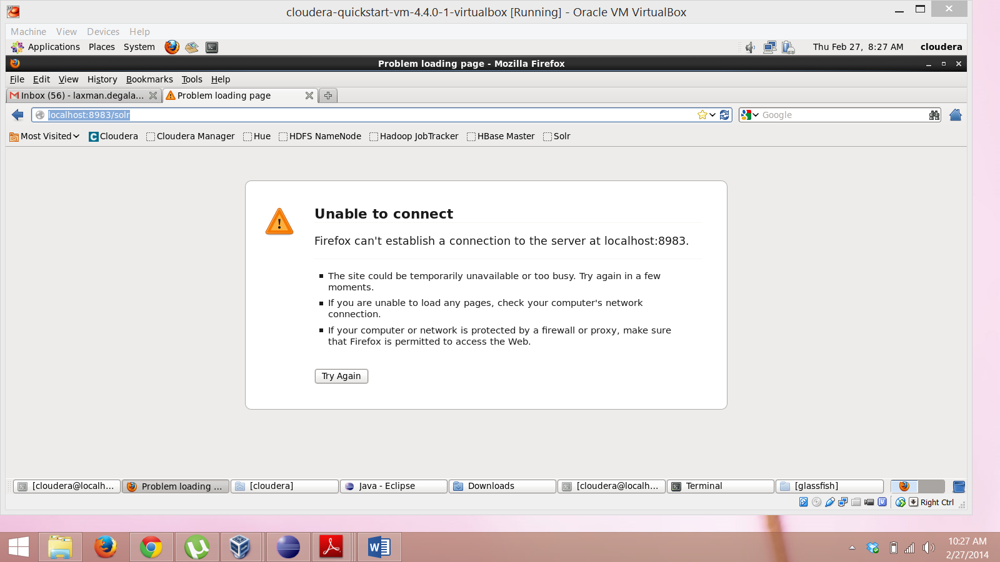 cloudera-quickstart-vm-4.4.0-1-virtualbox [Running] - Oracle VM VirtualBox
Machine View Devices Help
Applications Places System Thu Feb 27, 8:27 AM cloudera
Problem loading page - Mozilla Firefox
File Edit View History Bookmarks Tools Help
Inbox (56) - laxman.degala... Problem loading page
localhost:8983/solr Google
Most Visited Cloudera Cloudera Manager Hue HDFS NameNode Hadoop JobTracker HBase Master Solr
Unable to connect
Firefox can't establish a connection to the server at localhost:8983.
The site could be temporarily unavailable or too busy. Try again in a few
moments.
If you are unable to load any pages, check your computer's network
connection.
If your computer or network is protected by a firewall or proxy, make sure
that Firefox is permitted to access the Web.
Try Again
[cloudera@localh... Problem loading ... [cloudera] Java - Eclipse Downloads [cloudera@localh... Terminal [glassfish]
Right Ctrl
10:27 AM
2/27/2014